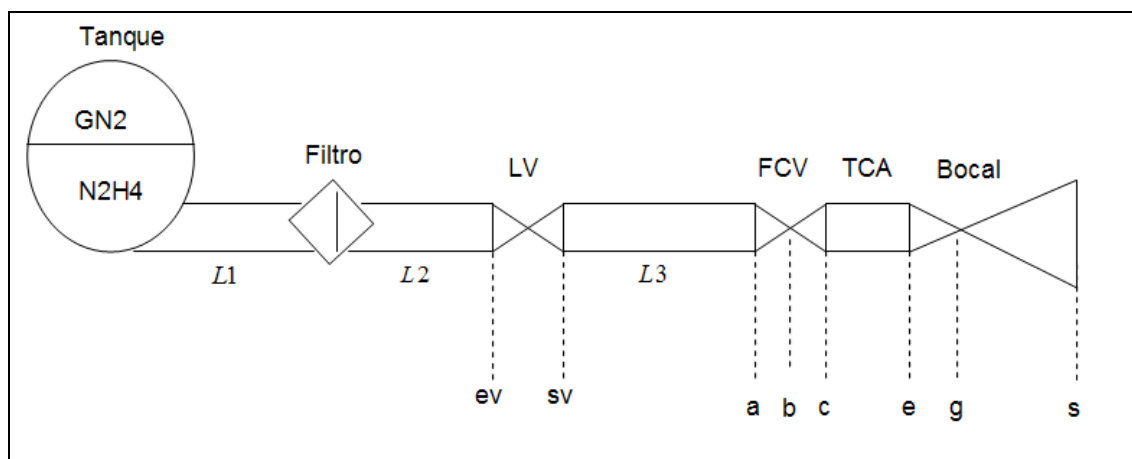 Tanque
GN2
N2H4
Filtro
LV
FCV
TCA
Bocal
L1
L2
L3
ev
sv
a
b
c
e
g
s